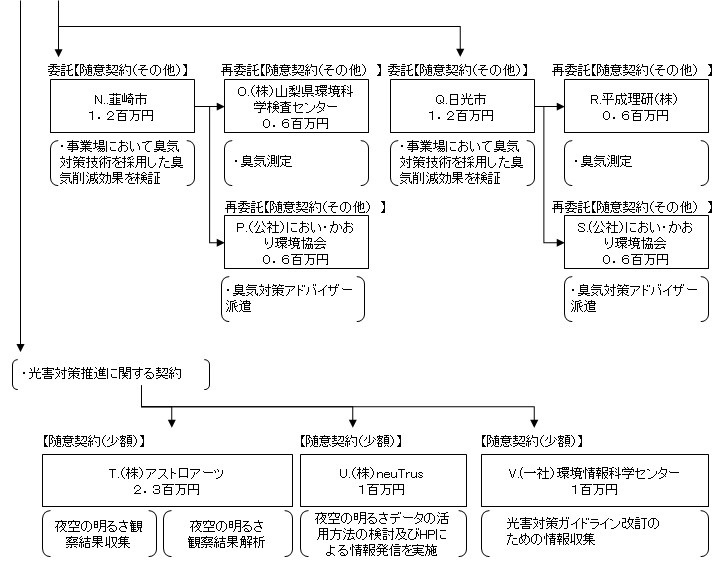 委託【随意契約(その他)】
再委託【随意契約(その他) 】
委託【随意契約(その他)】
再委託【随意契約(その他) 】
N.韮崎市
1.2百万円
O.(株)山梨県環境科
学検査センター
0.6百万円
Q.日光市
1.2百万円
R.平成理研(株)
0.6百万円
・事業場において臭気
対策技術を採用した臭
気削減効果を検証
・臭気測定
・事業場において臭気
対策技術を採用した臭
気削減効果を検証
・臭気測定
再委託【随意契約(その他) 】
再委託【随意契約(その他) 】
P.(公社)におい・かお
り環境協会
0.6百万円
S.(公社)におい・かお
り環境協会
0.6百万円
・臭気対策アドバイザー
派遣
・臭気対策アドバイザー
派遣
・光害対策推進に関する契約
【随意契約(少額)】
【随意契約(少額)】
【随意契約(少額)】
T.(株)アストロアーツ
2.3百万円
U.(株)neuTrus
1百万円
V.(一社)環境情報科学センター
1百万円
夜空の明るさ観
察結果収集
夜空の明るさ
観察結果解析
夜空の明るさデータの活
用方法の検討及びHPに
よる情報発信を実施
光害対策ガイドライン改訂の
ための情報収集